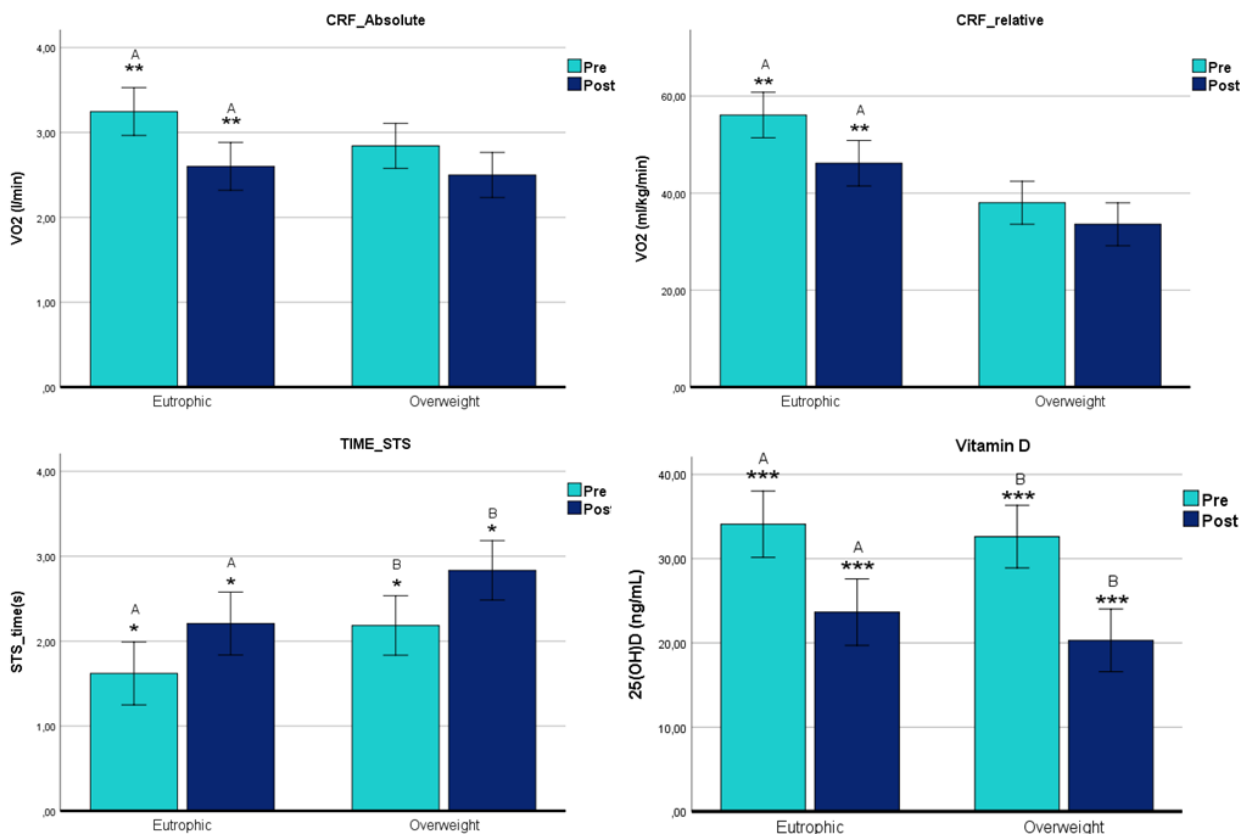 CRF_Absolute
4,00
3,00
2,00
1,00
,00
VO2 (l/min)
A
**
A
**
Pre
Post
Eutrophic
Overweight
CRF_relative
60,00
40,00
20,00
,00
VO2 (ml/kg/min)
A
**
A
**
Pre
Post
Eutrophic
Overweight
TIME_STS
4,00
3,00
2,00
1,00
,00
STS_time(s)
A
*
A
*
B
*
B
*
Pre
Pos
Eutrophic
Overweight
Vitamin D
40,00
30,00
20,00
10,00
,00
25(OH)D (ng/mL)
A
***
A
***
B
***
B
***
Pre
Post
Eutrophic
Overweight